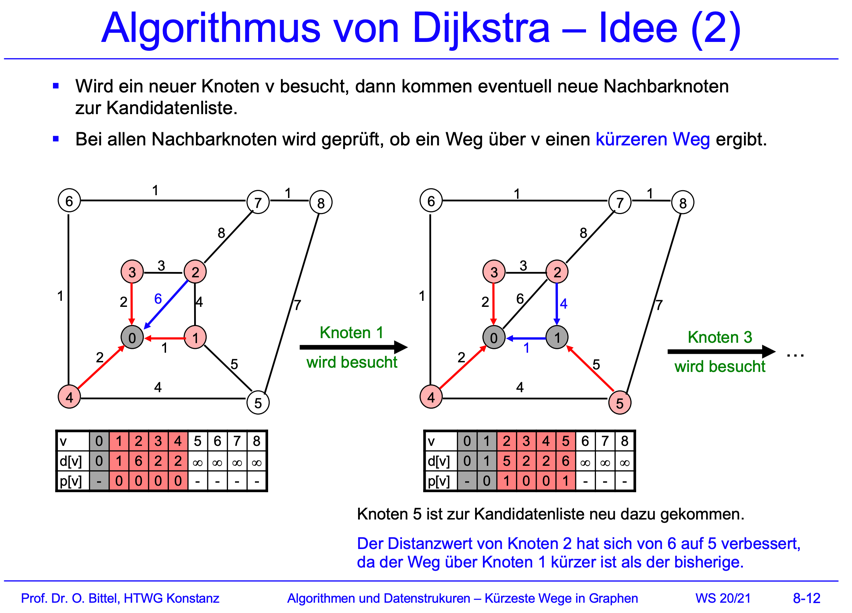 Algorithmus von Dijkstra – Idee (2)
▪ Wird ein neuer Knoten v besucht, dann kommen eventuell neue Nachbarknoten
zur Kandidatenliste.
▪ Bei allen Nachbarknoten wird geprüft, ob ein Weg über v einen kürzeren Weg ergibt.
6 1 7 1 8
8
3 3 2
1 2 6 4 7
0 1 1
2 5
4
4 5
Knoten 1
wird besucht
6 1 7 1 8
8
3 3 2
1 2 6 4 7
0 1 1
2 5
4
4 5
Knoten 3
wird besucht
...
v 0 1 2 3 4 5 6 7 8
d[v] 0 1 6 2 2 ∞ ∞ ∞ ∞
p[v] - 0 0 0 0 - - - -
v 0 1 2 3 4 5 6 7 8
d[v] 0 1 5 2 2 6 ∞ ∞ ∞
p[v] - 0 1 0 0 1 - - -
Knoten 5 ist zur Kandidatenliste neu dazu gekommen.
Der Distanzwert von Knoten 2 hat sich von 6 auf 5 verbessert,
da der Weg über Knoten 1 kürzer ist als der bisherige.
Prof. Dr. O. Bittel, HTWG Konstanz Algorithmen und Datenstrukuren – Kürzeste Wege in Graphen WS 20/21 8-12